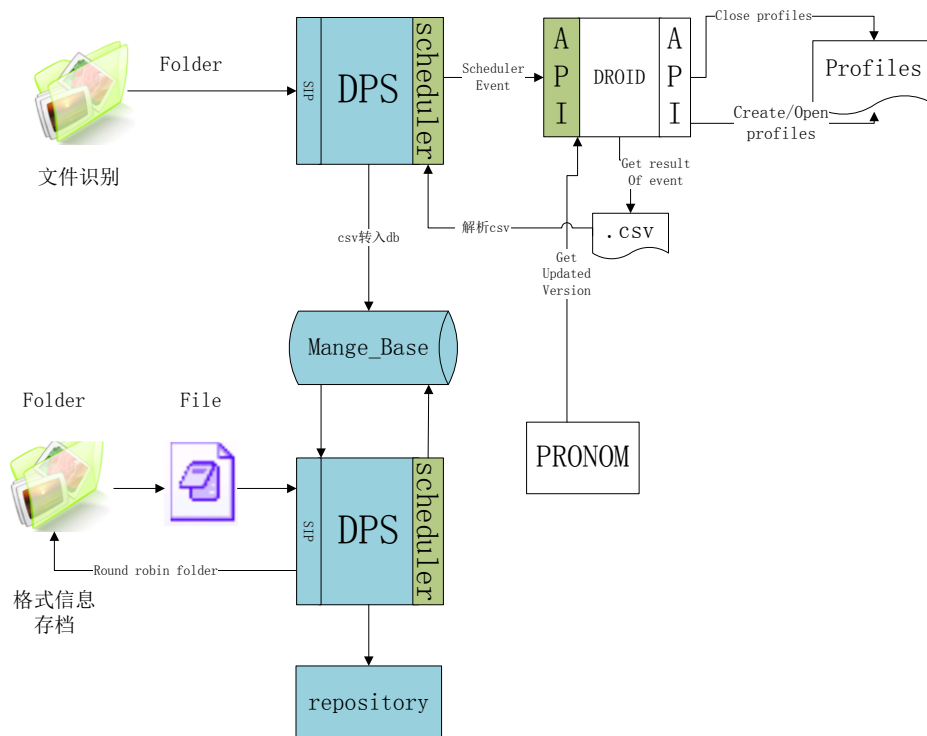 Folder
文件识别
SIP
DPS
scheduler
Scheduler
Event
API
DROID
API
Close profiles
Profiles
Create/Open
profiles
Get result
Of event
.csv
解析csv
csv转入db
Get
Updated
Version
Mange_Base
PRONOM
Folder
File
SIP
DPS
scheduler
Round robin folder
格式信息
存档
repository